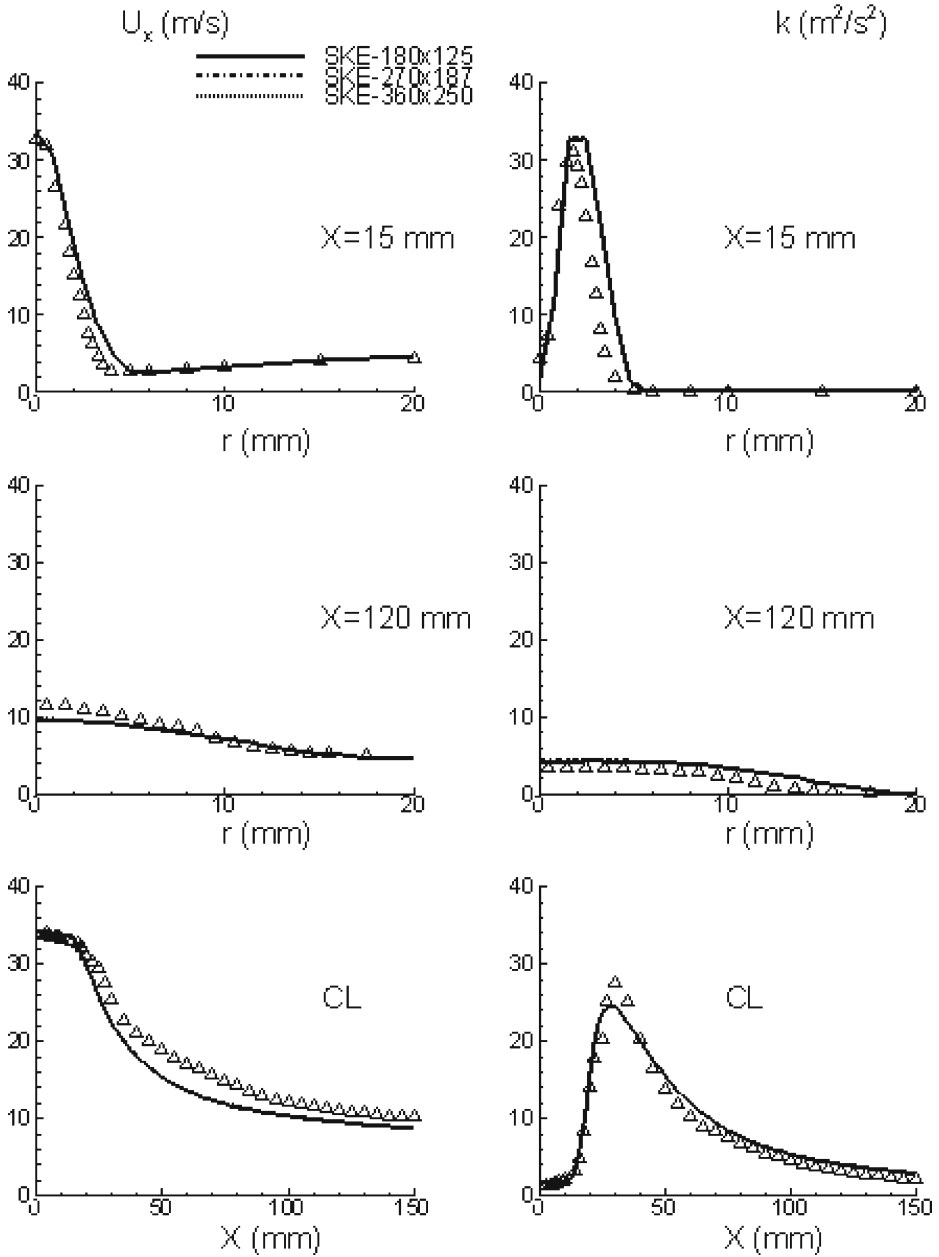 Uₓ (m/s)
k (m²/s²)
SKE-180x125
SKE-270x187
SKE-360x250
40
30
20
10
0
X=15 mm
0 10 20
r (mm)
40
30
20
10
0
X=15 mm
0 10 20
r (mm)
40
30
20
10
0
X=120 mm
0 10 20
r (mm)
40
30
20
10
0
X=120 mm
0 10 20
r (mm)
40
30
20
10
0
CL
0 50 100 150
X (mm)
40
30
20
10
0
CL
0 50 100 150
X (mm)